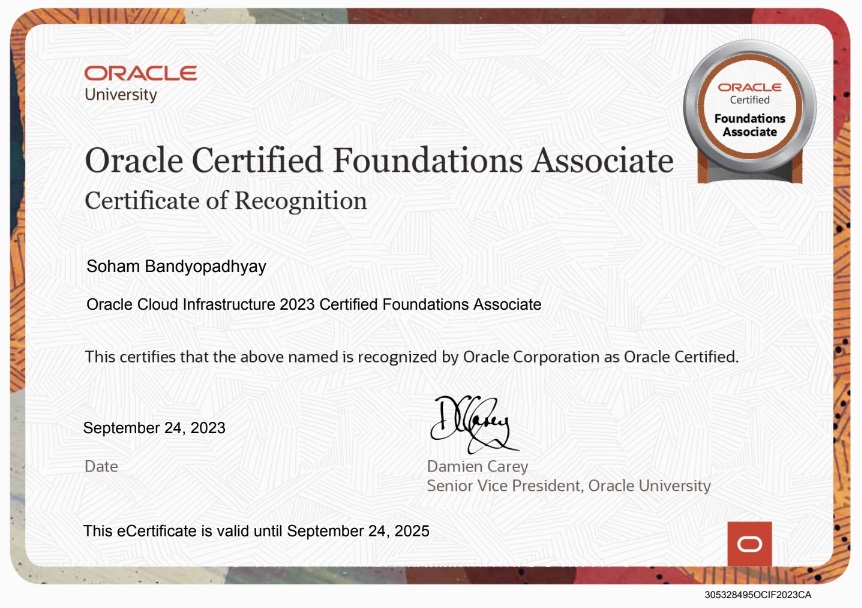 ORACLE
University
ORACLE
Certified
Foundations
Associate
Oracle Certified Foundations Associate
Certificate of Recognition
Soham Bandyopadhyay
Oracle Cloud Infrastructure 2023 Certified Foundations Associate
This certifies that the above named is recognized by Oracle Corporation as Oracle Certified.
September 24, 2023
Date
DCarey
Damien Carey
Senior Vice President, Oracle University
This eCertificate is valid until September 24, 2025
305328495OCIF2023CA